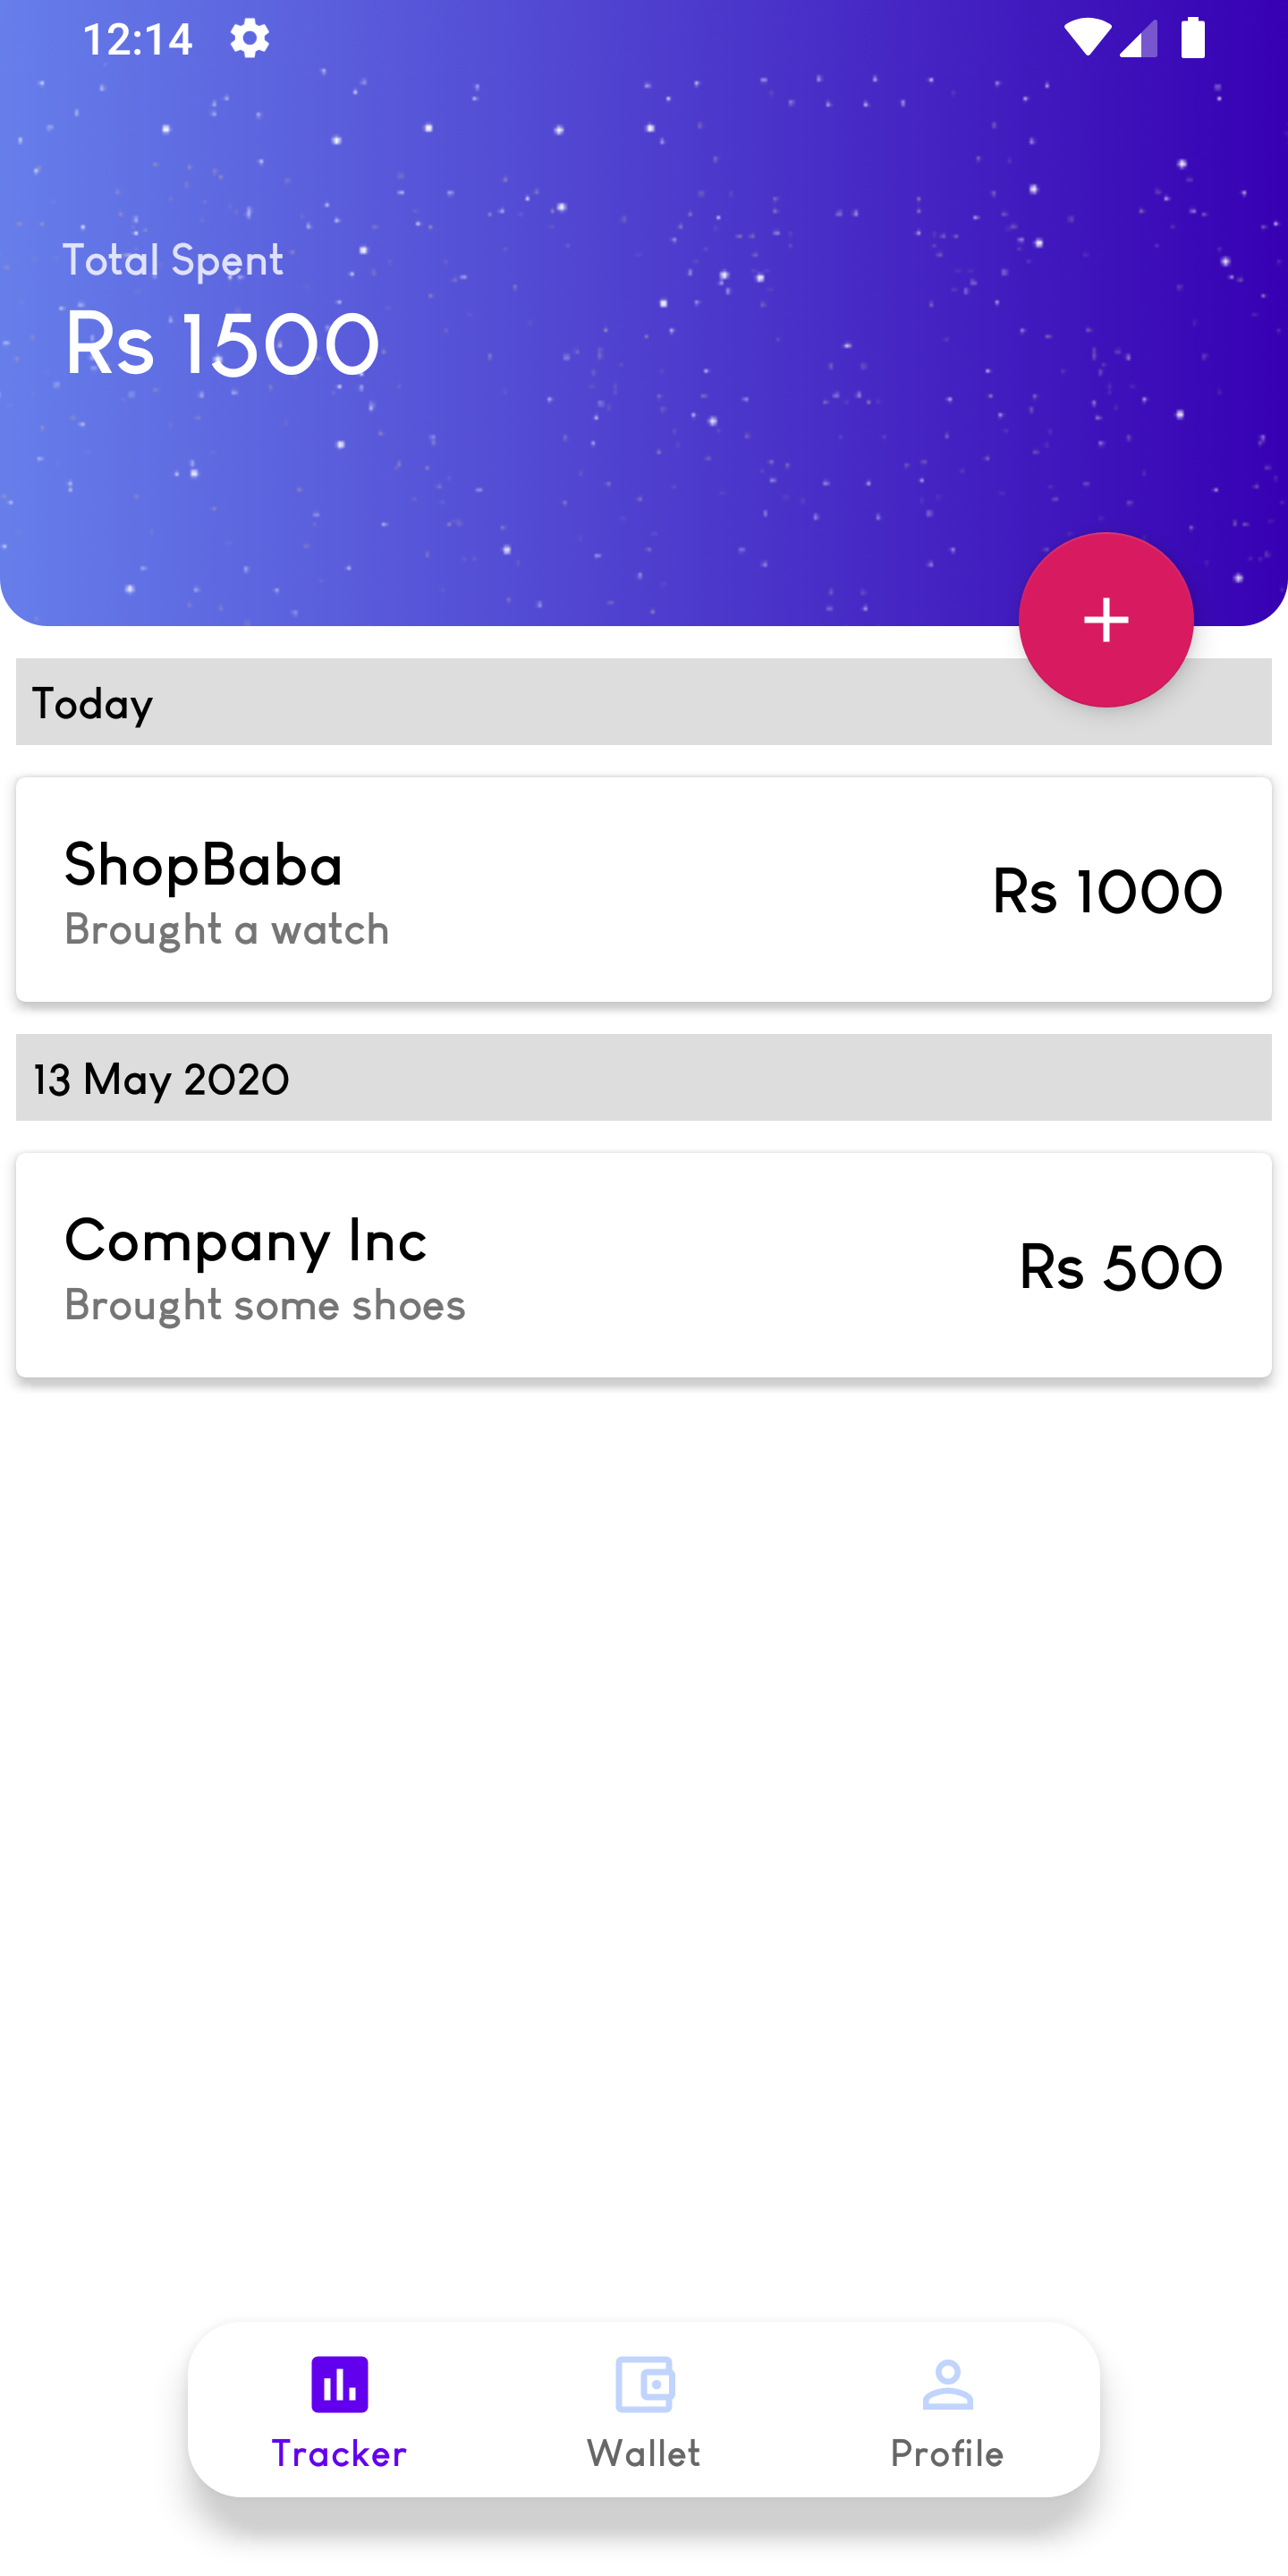 12:14
Total Spent
Rs 1500
Today
ShopBaba
Rs 1000
Brought a watch
13 May 2020
Company Inc
Rs 500
Brought some shoes
Tracker
Wallet
Profile